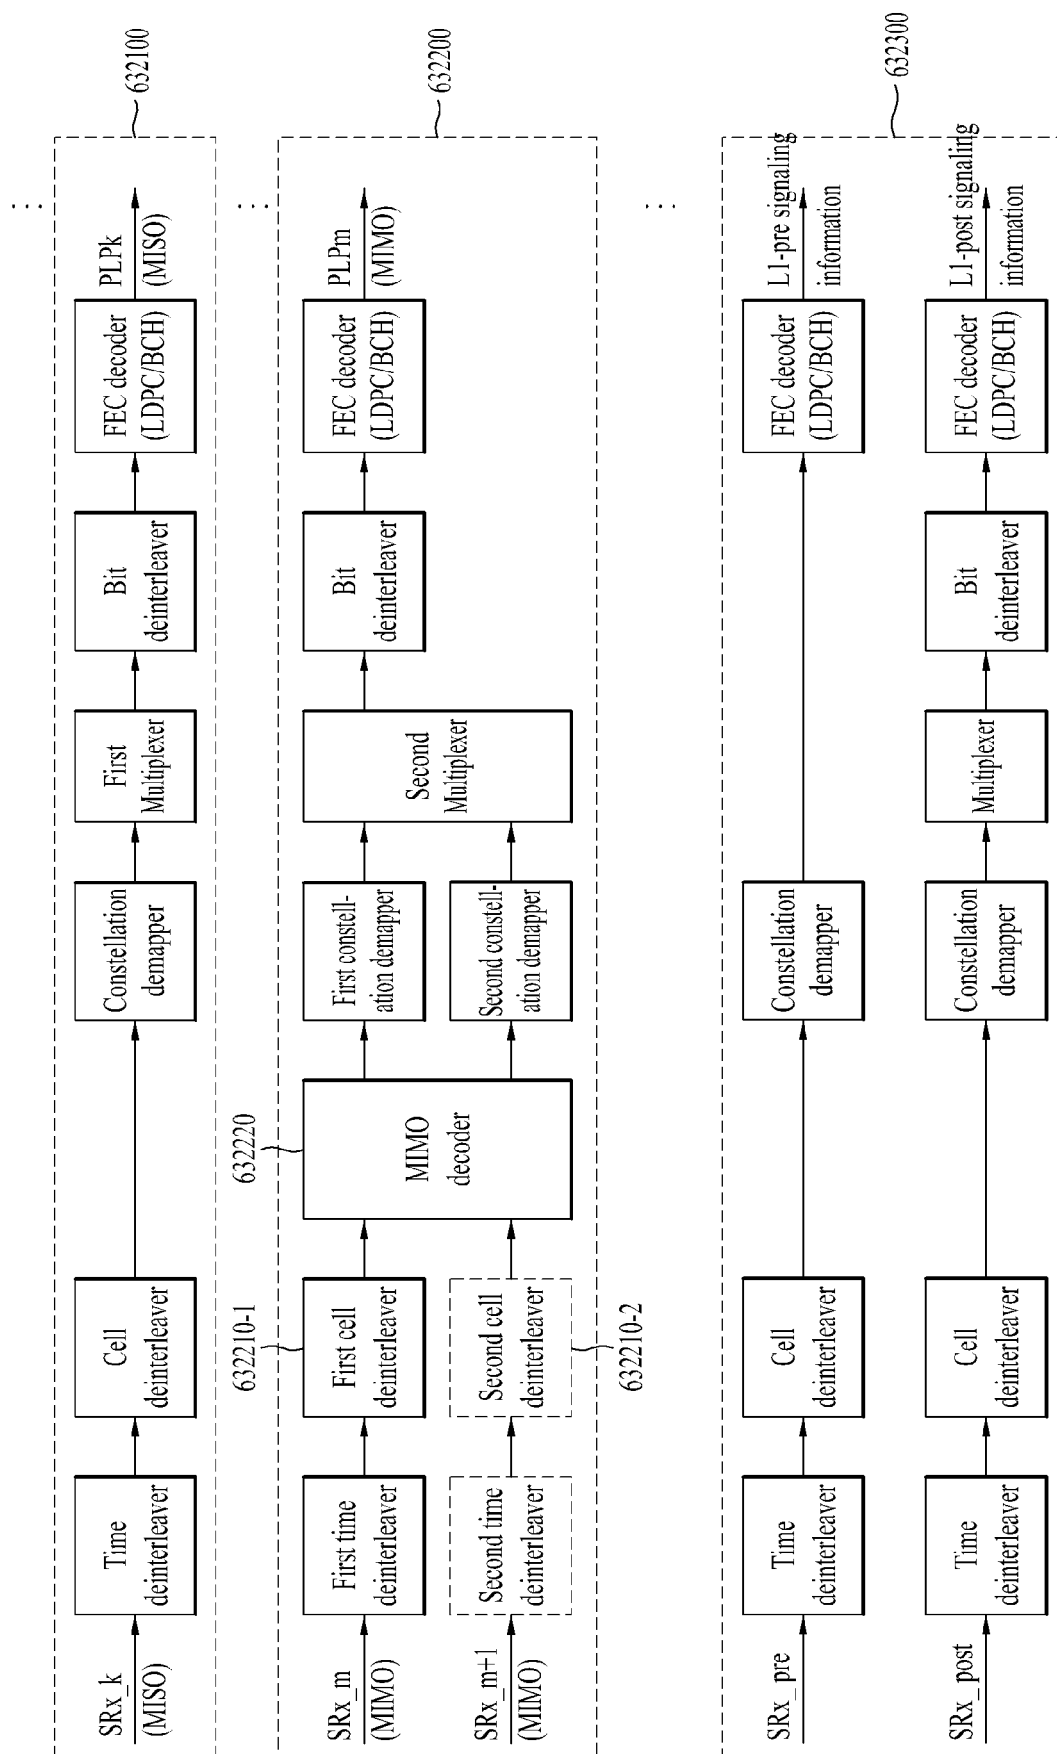 632100
SRx_k
(MISO)
Time
deinterleaver
Cell
deinterleaver
Constellation
demapper
First
Multiplexer
Bit
deinterleaver
FEC decoder
(LDPC/BCH)
PLPk
(MISO)
...
632200
SRx_m
(MIMO)
First time
deinterleaver
632210-1
First cell
deinterleaver
SRx_m+1
(MIMO)
Second time
deinterleaver
Second cell
deinterleaver
632210-2
632220
MIMO
decoder
First constell-
ation demapper
Second constell-
ation demapper
Second
Multiplexer
Bit
deinterleaver
FEC decoder
(LDPC/BCH)
PLPm
(MIMO)
...
...
632300
SRx_pre
Time
deinterleaver
Cell
deinterleaver
Constellation
demapper
FEC decoder
(LDPC/BCH)
L1-pre signaling
information
SRx_post
Time
deinterleaver
Cell
deinterleaver
Constellation
demapper
Multiplexer
Bit
deinterleaver
FEC decoder
(LDPC/BCH)
L1-post signaling
information